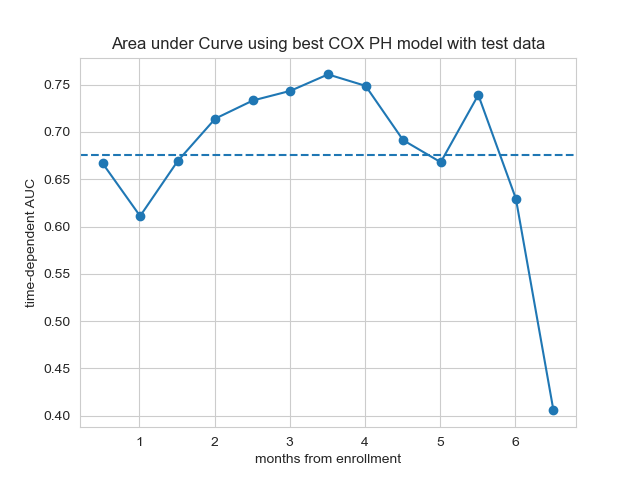 Area under Curve using best COX PH model with test data
time-dependent AUC
0.75
0.70
0.65
0.60
0.55
0.50
0.45
0.40
1 2 3 4 5 6
months from enrollment